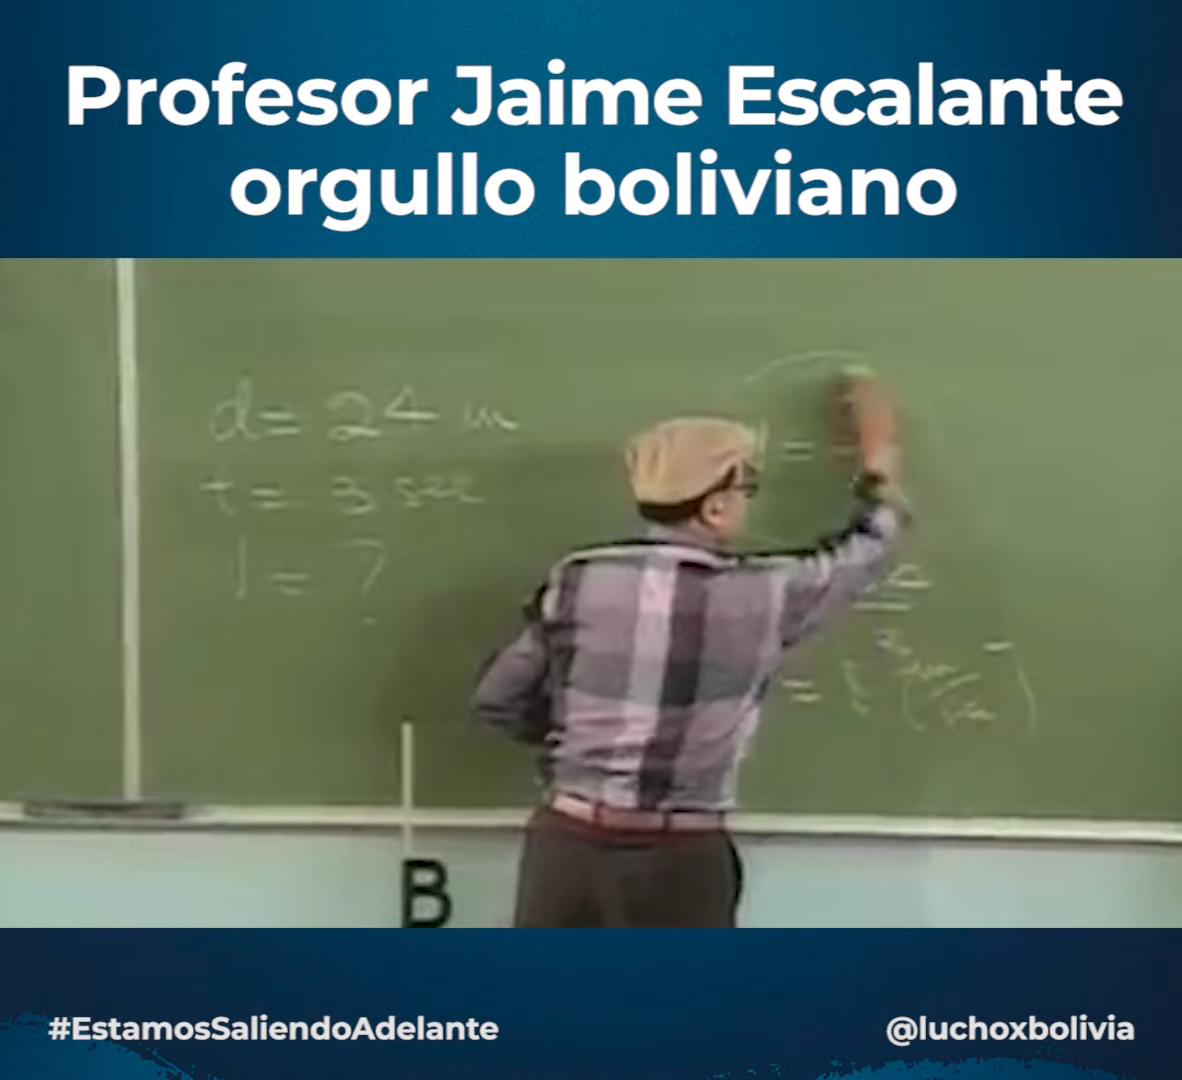 Profesor Jaime Escalante
orgullo boliviano
d = 24 m
t = 3 sec
= ?
B
#EstamosSaliendoAdelante
@luchoxbolivia